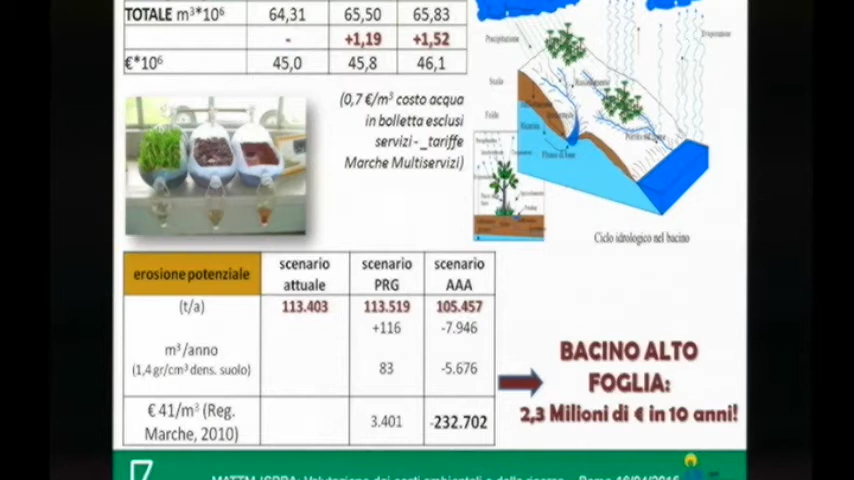 TOTALE m³*10⁶ 64,31 65,50 65,83
- +1,19 +1,52
€*10⁶ 45,0 45,8 46,1
(0,7 €/m³ costo acqua
in bolletta esclusi
servizi - _tariffe
Marche Multiservizi)
Precipitazione
Evaporazione
Suolo
Falda
Ciclo idrologico nel bacino
erosione potenziale scenario attuale scenario PRG scenario AAA
(t/a) 113.403 113.519 105.457
+116 -7.946
m³/anno
(1,4 gr/cm³ dens. suolo) 83 -5.676
€ 41/m³ (Reg.
Marche, 2010) 3.401 -232.702
BACINO ALTO
FOGLIA:
2,3 Milioni di € in 10 anni!